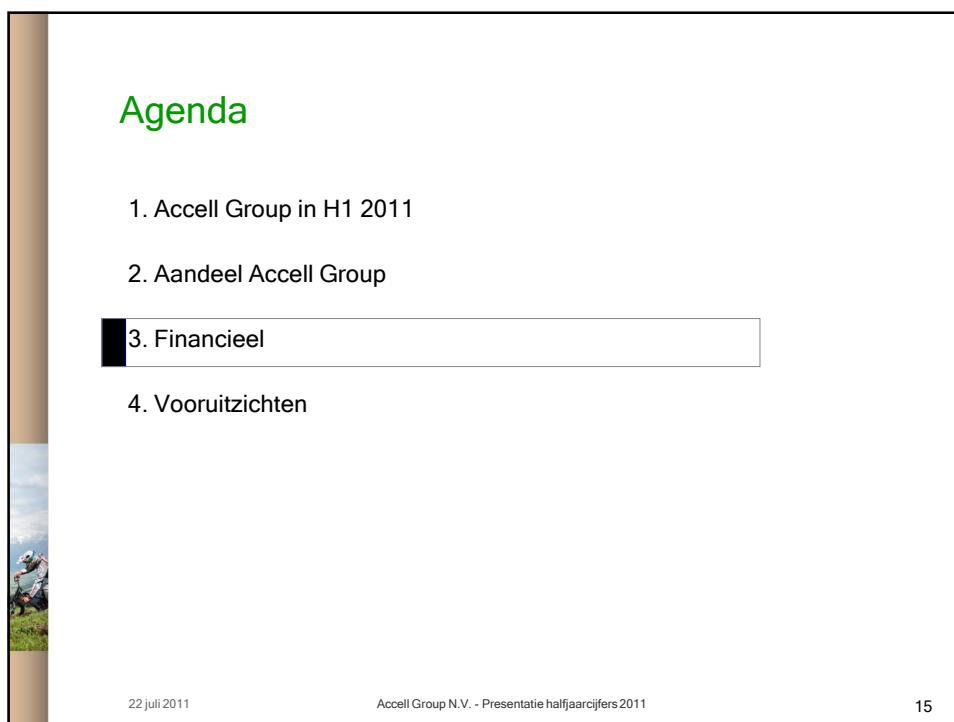 Agenda
1. Accell Group in H1 2011
2. Aandeel Accell Group
3. Financieel
4. Vooruitzichten
22 juli 2011 Accell Group N.V. - Presentatie halfjaarcijfers 2011 15